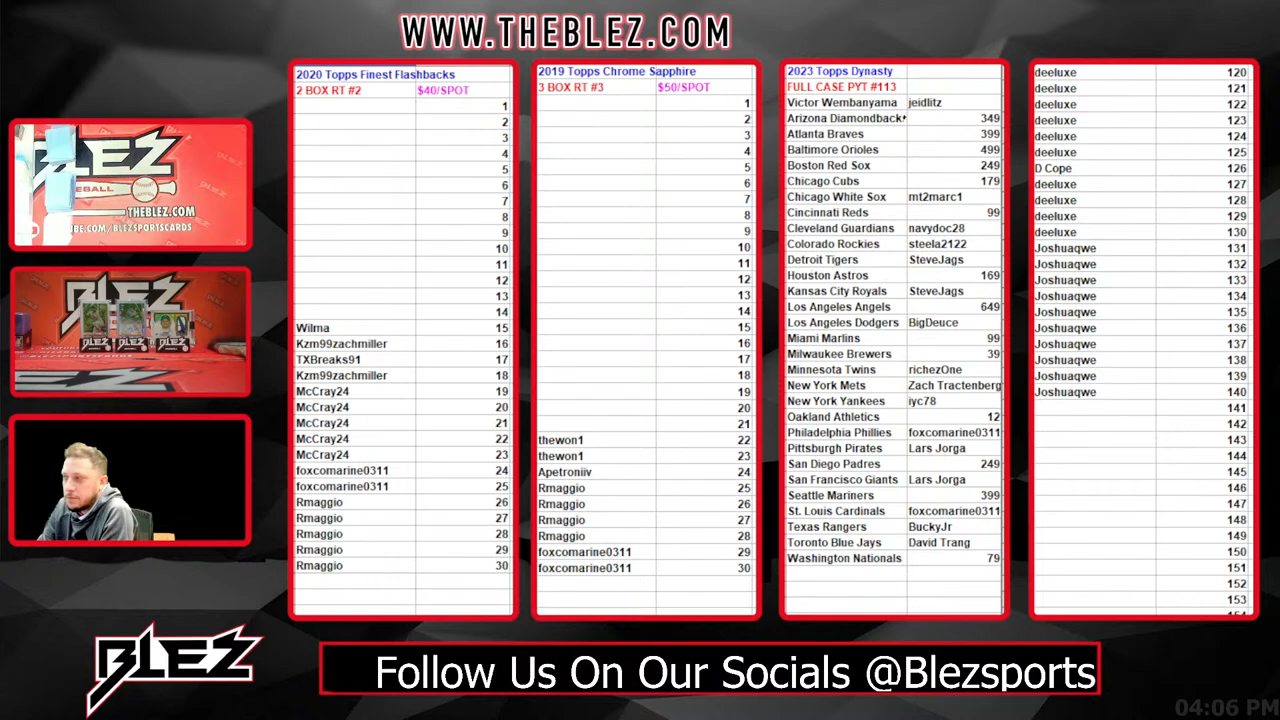 WWW.THEBLEZ.COM
BLEZ
BASEBALL
THEBLEZ.COM
UBE.COM/BLEZSPORTSCARDS
BLEZ
BLEZ BLEZ BLEZ
2020 Topps Finest Flashbacks
2 BOX RT #2 $40/SPOT
1
2
3
4
5
6
7
8
9
10
11
12
13
14
Wilma 15
Kzm99zachmiller 16
TXBreaks91 17
Kzm99zachmiller 18
McCray24 19
McCray24 20
McCray24 21
McCray24 22
McCray24 23
foxcomarine0311 24
foxcomarine0311 25
Rmaggio 26
Rmaggio 27
Rmaggio 28
Rmaggio 29
Rmaggio 30
2019 Topps Chrome Sapphire
3 BOX RT #3 $50/SPOT
1
2
3
4
5
6
7
8
9
10
11
12
13
14
15
16
17
18
19
20
21
thewon1 22
thewon1 23
Apetroniiv 24
Rmaggio 25
Rmaggio 26
Rmaggio 27
Rmaggio 28
foxcomarine0311 29
foxcomarine0311 30
2023 Topps Dynasty
FULL CASE PYT #113
Victor Wembanyama jeidlitz
Arizona Diamondback 349
Atlanta Braves 399
Baltimore Orioles 499
Boston Red Sox 249
Chicago Cubs 179
Chicago White Sox mt2marc1
Cincinnati Reds 99
Cleveland Guardians navydoc28
Colorado Rockies steela2122
Detroit Tigers SteveJags
Houston Astros 169
Kansas City Royals SteveJags
Los Angeles Angels 649
Los Angeles Dodgers BigDeuce
Miami Marlins 99
Milwaukee Brewers 39
Minnesota Twins richezOne
New York Mets Zach Tractenberg
New York Yankees iyc78
Oakland Athletics 12
Philadelphia Phillies foxcomarine0311
Pittsburgh Pirates Lars Jorga
San Diego Padres 249
San Francisco Giants Lars Jorga
Seattle Mariners 399
St. Louis Cardinals foxcomarine0311
Texas Rangers BuckyJr
Toronto Blue Jays David Trang
Washington Nationals 79
deeluxe 120
deeluxe 121
deeluxe 122
deeluxe 123
deeluxe 124
deeluxe 125
D Cope 126
deeluxe 127
deeluxe 128
deeluxe 129
deeluxe 130
Joshuaqwe 131
Joshuaqwe 132
Joshuaqwe 133
Joshuaqwe 134
Joshuaqwe 135
Joshuaqwe 136
Joshuaqwe 137
Joshuaqwe 138
Joshuaqwe 139
Joshuaqwe 140
141
142
143
144
145
146
147
148
149
150
151
152
153
BLEZ
Follow Us On Our Socials @Blezsports
04:06 PM